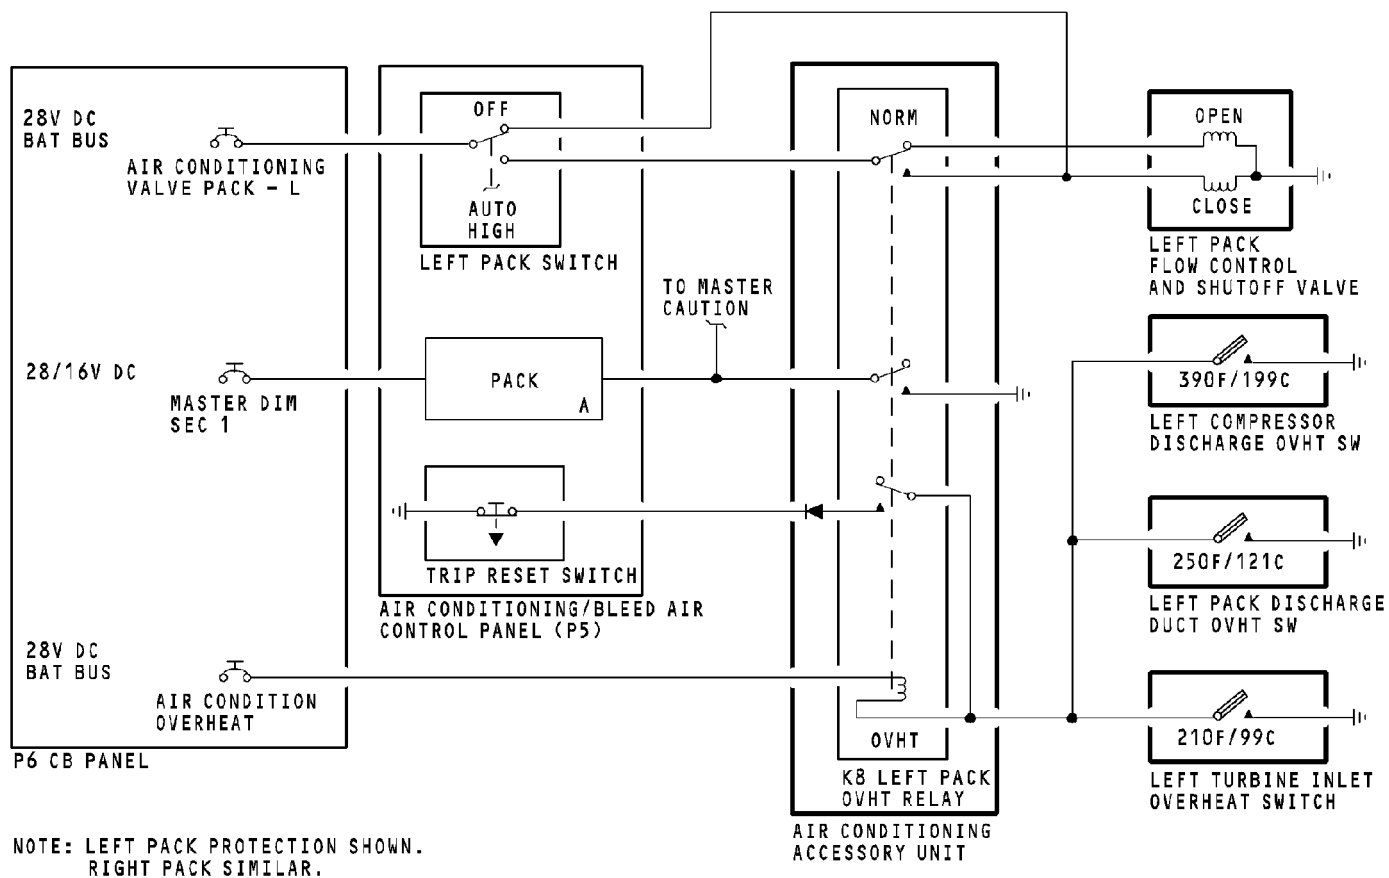 28V DC
BAT BUS
AIR CONDITIONING
VALVE PACK - L
OFF
AUTO
HIGH
LEFT PACK SWITCH
NORM
OPEN
CLOSE
LEFT PACK
FLOW CONTROL
AND SHUTOFF VALVE
TO MASTER
CAUTION
28/16V DC
MASTER DIM
SEC 1
PACK
A
390F/199C
LEFT COMPRESSOR
DISCHARGE OVHT SW
TRIP RESET SWITCH
AIR CONDITIONING/BLEED AIR
CONTROL PANEL (P5)
250F/121C
LEFT PACK DISCHARGE
DUCT OVHT SW
28V DC
BAT BUS
AIR CONDITION
OVERHEAT
P6 CB PANEL
OVHT
K8 LEFT PACK
OVHT RELAY
AIR CONDITIONING
ACCESSORY UNIT
210F/99C
LEFT TURBINE INLET
OVERHEAT SWITCH
NOTE: LEFT PACK PROTECTION SHOWN.
RIGHT PACK SIMILAR.